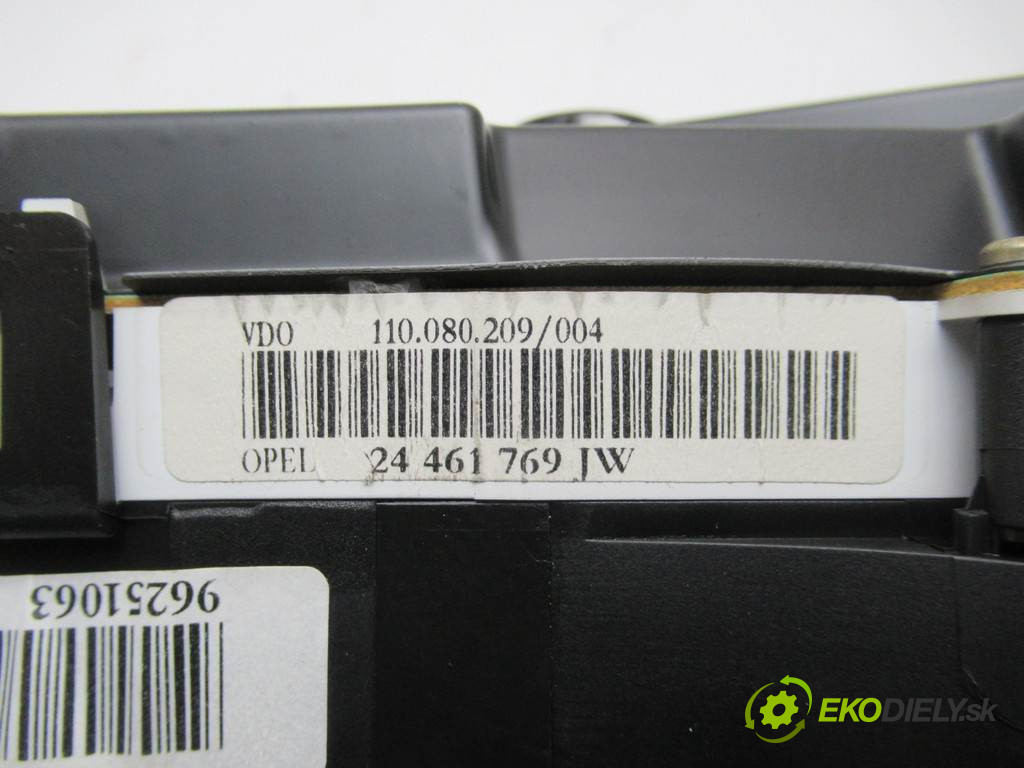 VDO 110.080.209/004
OPEL 24 461 769 JW
96251063
EKODIELY.sk